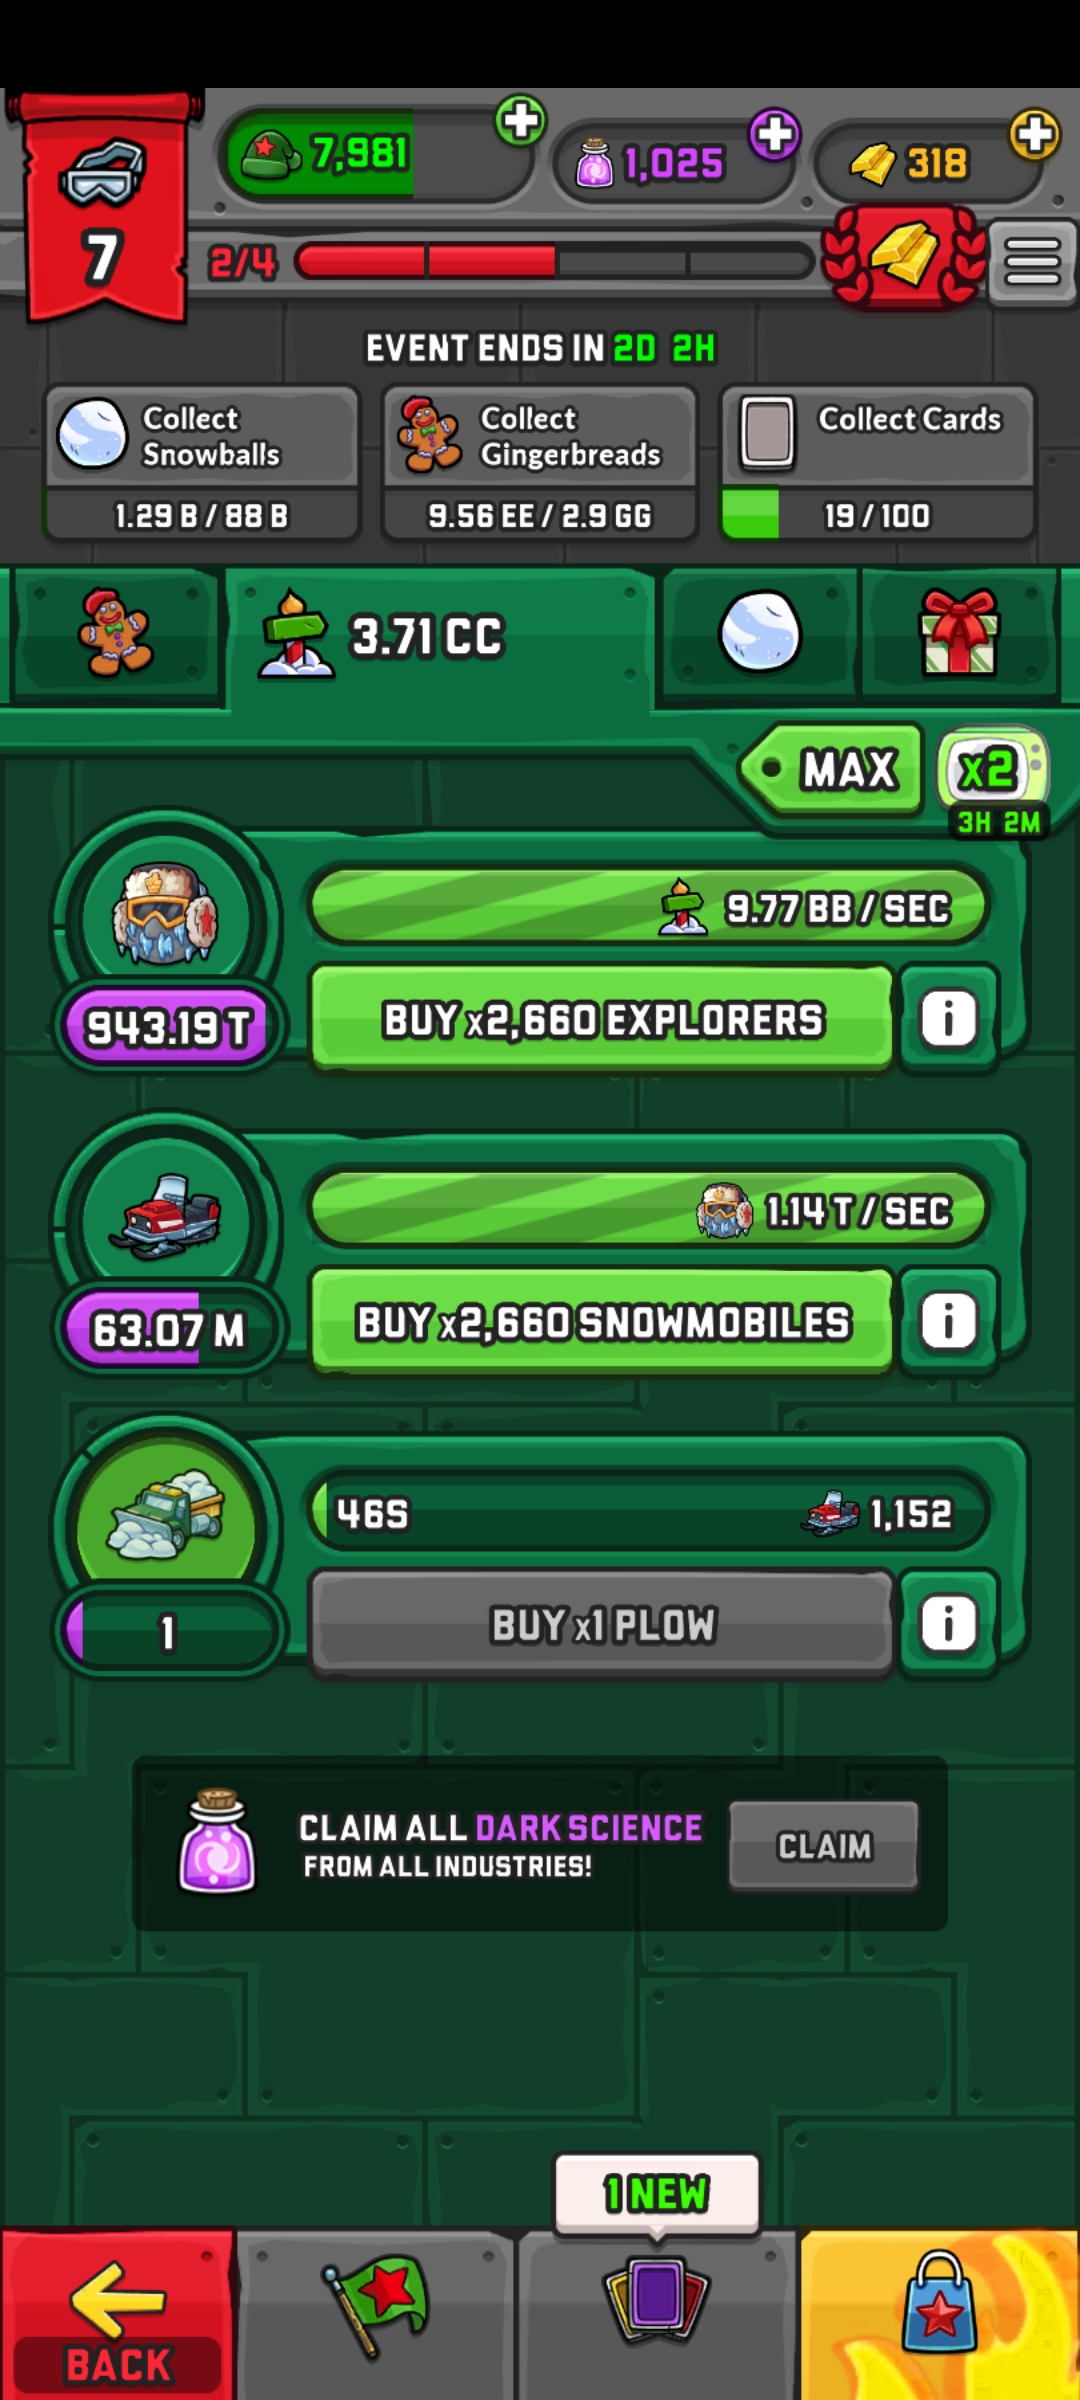 7,981
1,025
318
7
2/4
EVENT ENDS IN 2D 2H
Collect
Snowballs
1.29 B / 88 B
Collect
Gingerbreads
9.56 EE / 2.9 GG
Collect Cards
19 / 100
3.71 CC
MAX
x2
3H 2M
9.77 BB / SEC
943.19 T
BUY x2,660 EXPLORERS
i
1.14 T / SEC
63.07 M
BUY x2,660 SNOWMOBILES
i
46S
1,152
1
BUY x1 PLOW
i
CLAIM ALL DARK SCIENCE
FROM ALL INDUSTRIES!
CLAIM
1 NEW
BACK